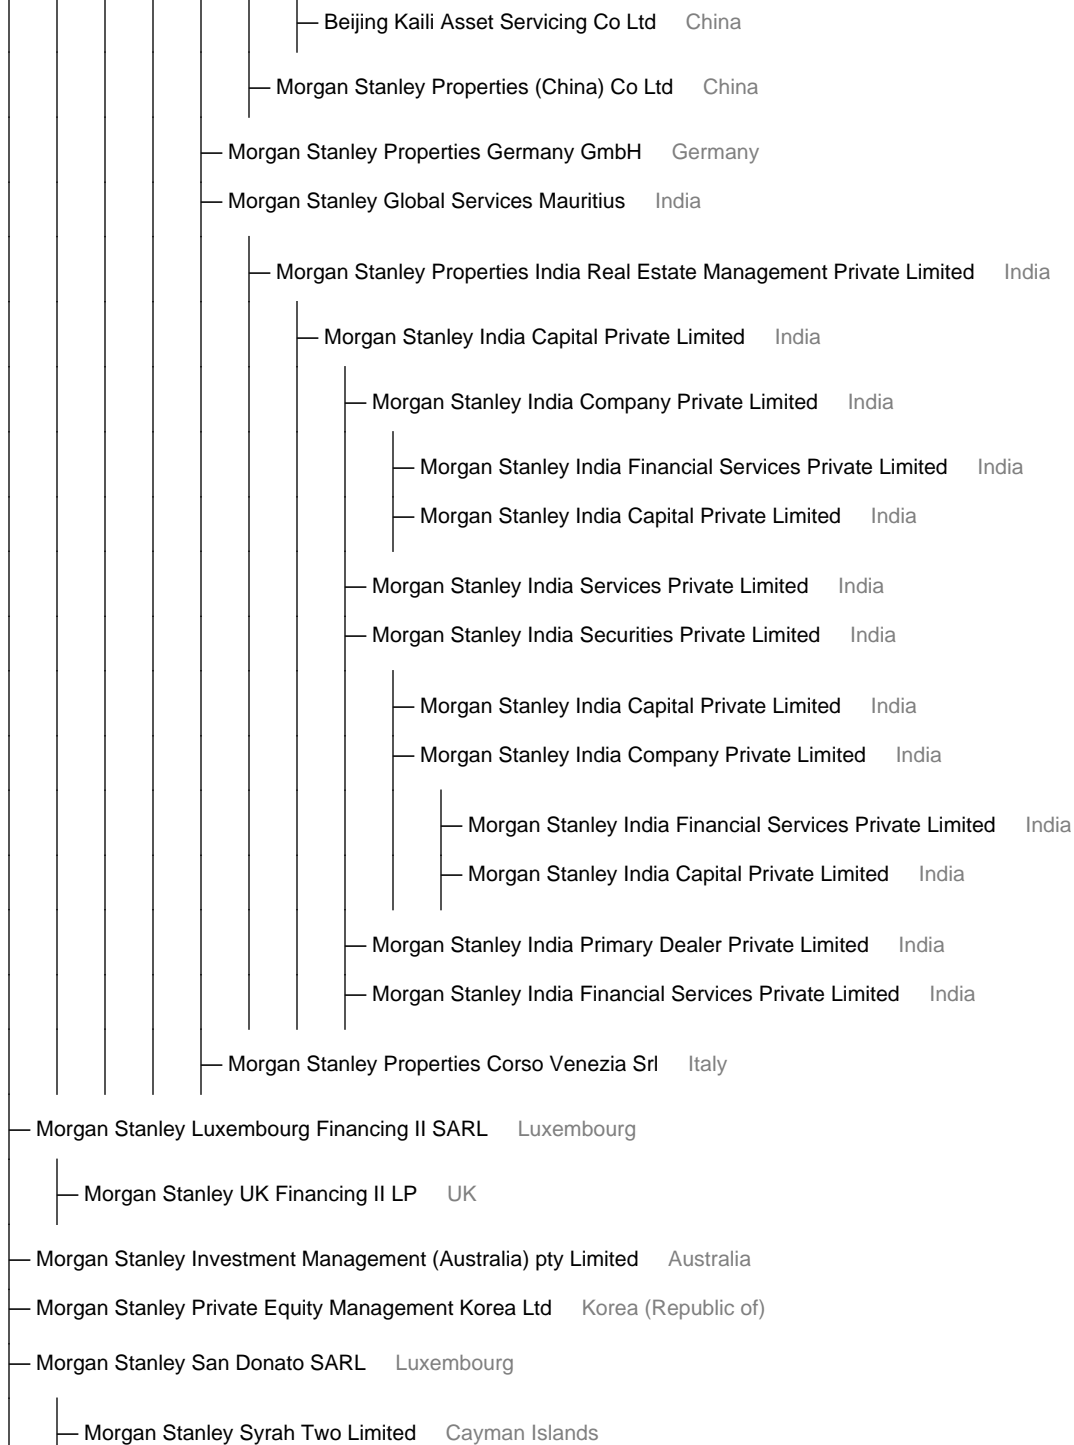 Beijing Kaili Asset Servicing Co Ltd China
Morgan Stanley Properties (China) Co Ltd China
Morgan Stanley Properties Germany GmbH Germany
Morgan Stanley Global Services Mauritius India
Morgan Stanley Properties India Real Estate Management Private Limited India
Morgan Stanley India Capital Private Limited India
Morgan Stanley India Company Private Limited India
Morgan Stanley India Financial Services Private Limited India
Morgan Stanley India Capital Private Limited India
Morgan Stanley India Services Private Limited India
Morgan Stanley India Securities Private Limited India
Morgan Stanley India Capital Private Limited India
Morgan Stanley India Company Private Limited India
Morgan Stanley India Financial Services Private Limited India
Morgan Stanley India Capital Private Limited India
Morgan Stanley India Primary Dealer Private Limited India
Morgan Stanley India Financial Services Private Limited India
Morgan Stanley Properties Corso Venezia Srl Italy
Morgan Stanley Luxembourg Financing II SARL Luxembourg
Morgan Stanley UK Financing II LP UK
Morgan Stanley Investment Management (Australia) pty Limited Australia
Morgan Stanley Private Equity Management Korea Ltd Korea (Republic of)
Morgan Stanley San Donato SARL Luxembourg
Morgan Stanley Syrah Two Limited Cayman Islands